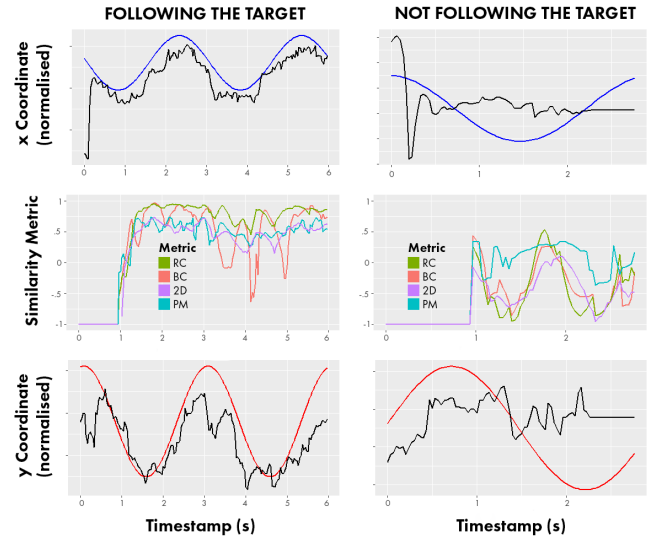 FOLLOWING THE TARGET
NOT FOLLOWING THE TARGET
x Coordinate
(normalised)
0 1 2 3 4 5 6
0 1 2
Similarity Metric
1
.5
0
-.5
-1
Metric
RC
BC
2D
PM
0 1 2 3 4 5 6
1
.5
0
-.5
-1
Metric
RC
BC
2D
PM
0 1 2
y Coordinate
(normalised)
0 1 2 3 4 5 6
0 1 2
Timestamp (s)
Timestamp (s)